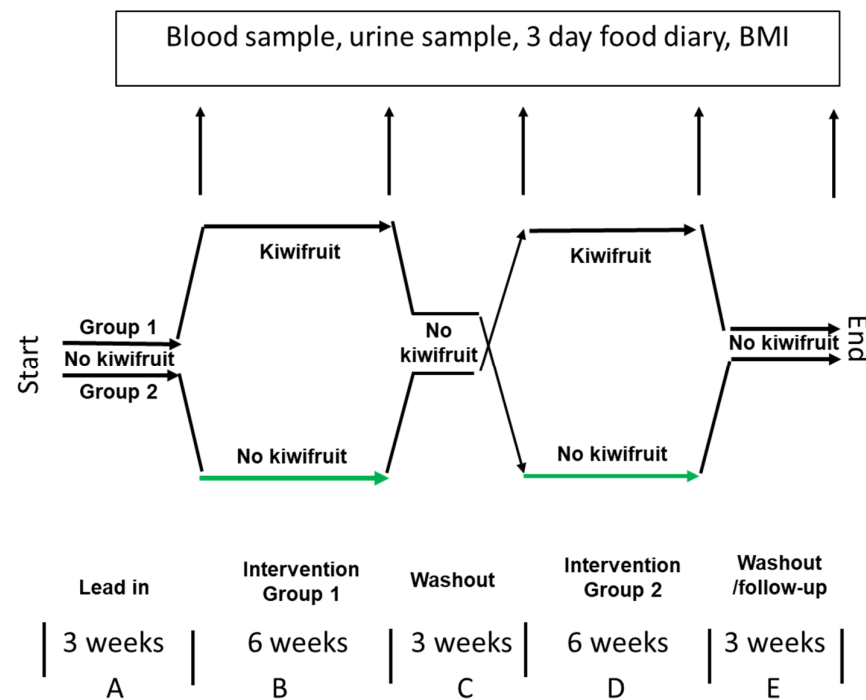 Blood sample, urine sample, 3 day food diary, BMI
Kiwifruit
Kiwifruit
Start
Group 1
No kiwifruit
Group 2
No
kiwifruit
No kiwifruit
End
No kiwifruit
No kiwifruit
Lead in
Intervention
Group 1
Washout
Intervention
Group 2
Washout
/follow-up
3 weeks
6 weeks
3 weeks
6 weeks
3 weeks
A
B
C
D
E